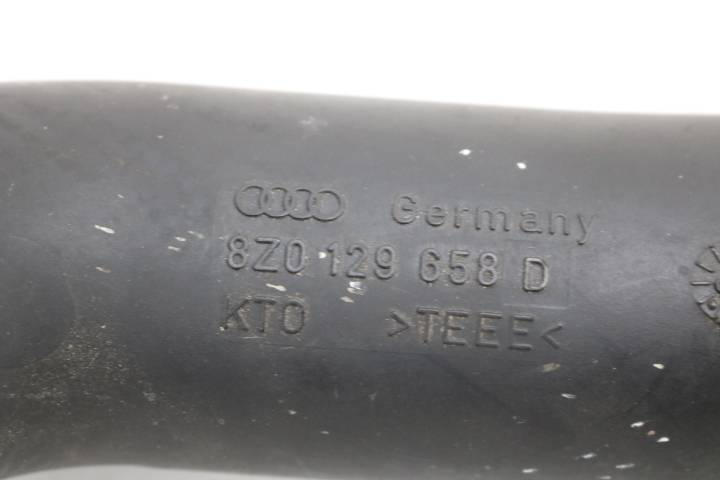 Germany
8Z0 129 658 D
KTO >TEEE<